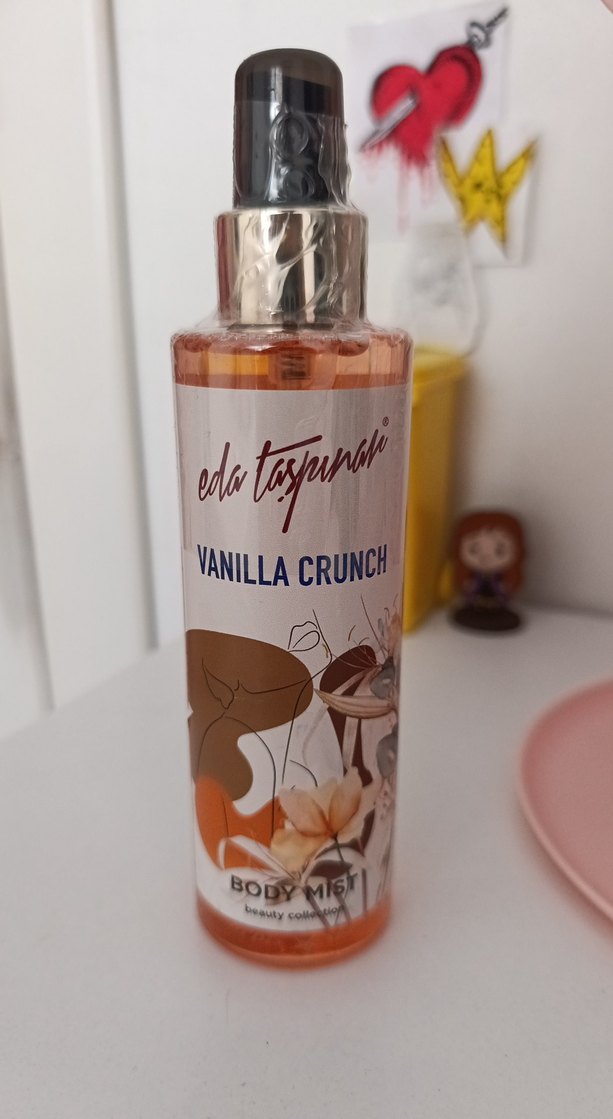 eda taşpınar®
VANILLA CRUNCH
BODY MIST
beauty collection